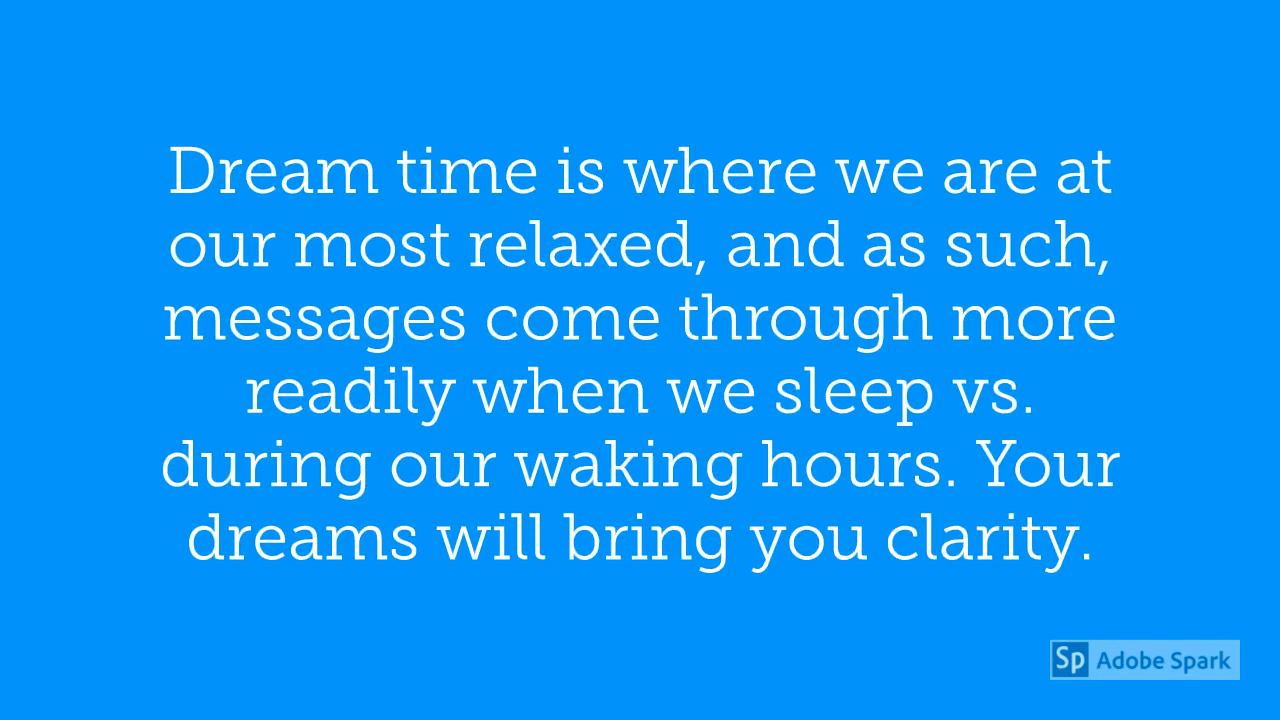 Dream time is where we are at
our most relaxed, and as such,
messages come through more
readily when we sleep vs.
during our waking hours. Your
dreams will bring you clarity.
Sp Adobe Spark